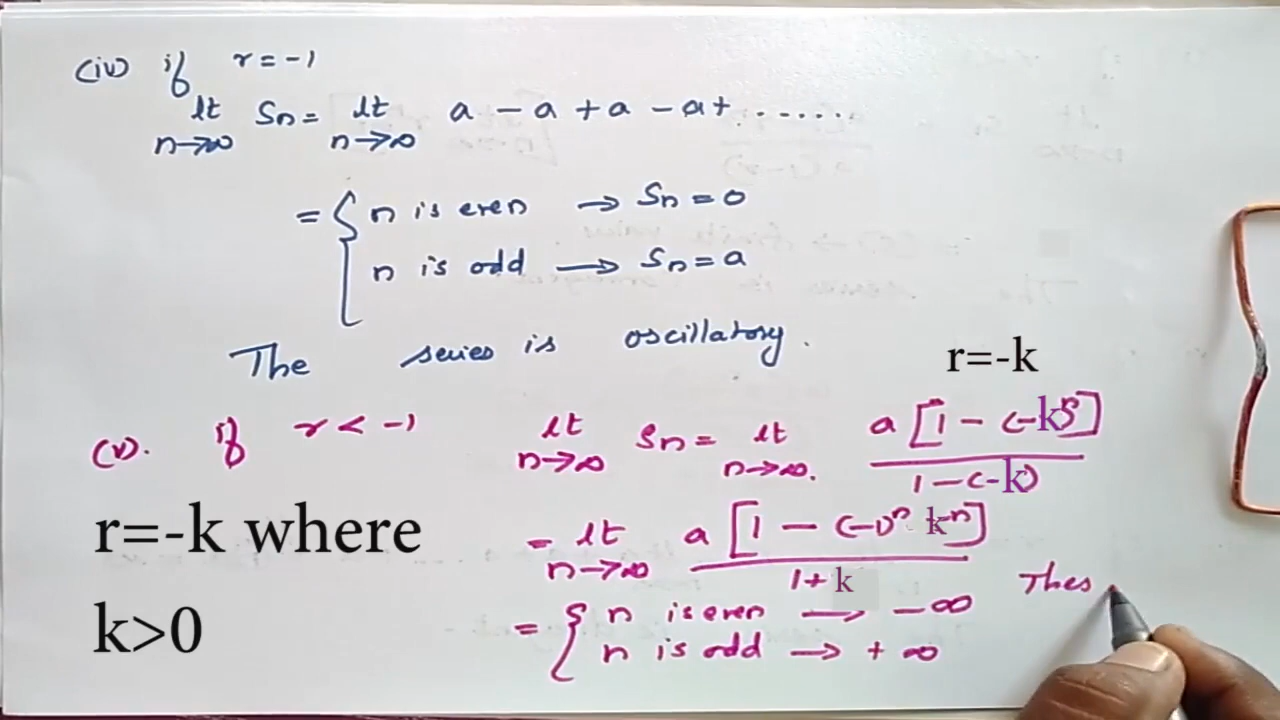 (iv) if r = -1
lt n→∞ Sn = lt n→∞ a - a + a - a + ......
= { n is even → Sn = 0
n is odd → Sn = a
The series is oscillatory.
r=-k
(v). if r < -1 lt n→∞ Sn = lt n→∞. a [1 - (-k)ⁿ] / 1 - (-k)
r=-k where
= lt n→∞ a [1 - (-1)ⁿ kⁿ] / 1 + k
k>0
Thes
= { n is even → -∞
n is odd → + ∞